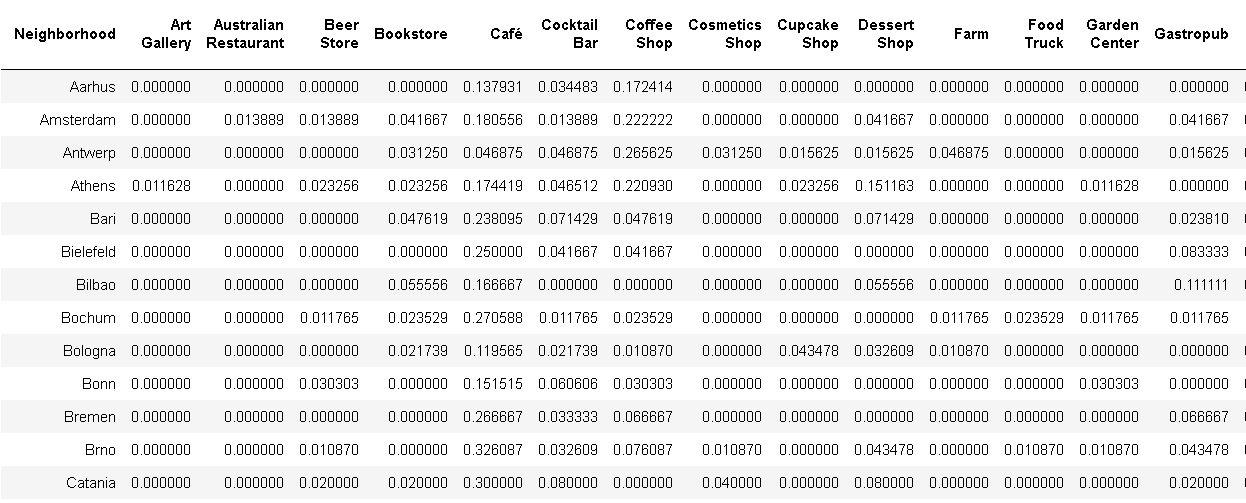 Neighborhood Art Gallery Australian Restaurant Beer Store Bookstore Café Cocktail Bar Coffee Shop Cosmetics Shop Cupcake Shop Dessert Shop Farm Food Truck Garden Center Gastropub
Aarhus 0.000000 0.000000 0.000000 0.000000 0.137931 0.034483 0.172414 0.000000 0.000000 0.000000 0.000000 0.000000 0.000000 0.000000
Amsterdam 0.000000 0.013889 0.013889 0.041667 0.180556 0.013889 0.222222 0.000000 0.000000 0.041667 0.000000 0.000000 0.000000 0.041667
Antwerp 0.000000 0.000000 0.000000 0.031250 0.046875 0.046875 0.265625 0.031250 0.015625 0.015625 0.046875 0.000000 0.000000 0.015625
Athens 0.011628 0.000000 0.023256 0.023256 0.174419 0.046512 0.220930 0.000000 0.023256 0.151163 0.000000 0.000000 0.011628 0.000000
Bari 0.000000 0.000000 0.000000 0.047619 0.238095 0.071429 0.047619 0.000000 0.000000 0.071429 0.000000 0.000000 0.000000 0.023810
Bielefeld 0.000000 0.000000 0.000000 0.000000 0.250000 0.041667 0.041667 0.000000 0.000000 0.000000 0.000000 0.000000 0.000000 0.083333
Bilbao 0.000000 0.000000 0.000000 0.055556 0.166667 0.000000 0.000000 0.000000 0.000000 0.055556 0.000000 0.000000 0.000000 0.111111
Bochum 0.000000 0.000000 0.011765 0.023529 0.270588 0.011765 0.023529 0.000000 0.000000 0.000000 0.011765 0.023529 0.011765 0.011765
Bologna 0.000000 0.000000 0.000000 0.021739 0.119565 0.021739 0.010870 0.000000 0.043478 0.032609 0.010870 0.000000 0.000000 0.000000
Bonn 0.000000 0.000000 0.030303 0.000000 0.151515 0.060606 0.030303 0.000000 0.000000 0.000000 0.000000 0.000000 0.030303 0.000000
Bremen 0.000000 0.000000 0.000000 0.000000 0.266667 0.033333 0.066667 0.000000 0.000000 0.000000 0.000000 0.000000 0.000000 0.066667
Brno 0.000000 0.000000 0.010870 0.000000 0.326087 0.032609 0.076087 0.010870 0.000000 0.043478 0.000000 0.010870 0.010870 0.043478
Catania 0.000000 0.000000 0.020000 0.020000 0.300000 0.080000 0.000000 0.040000 0.000000 0.080000 0.000000 0.000000 0.000000 0.020000